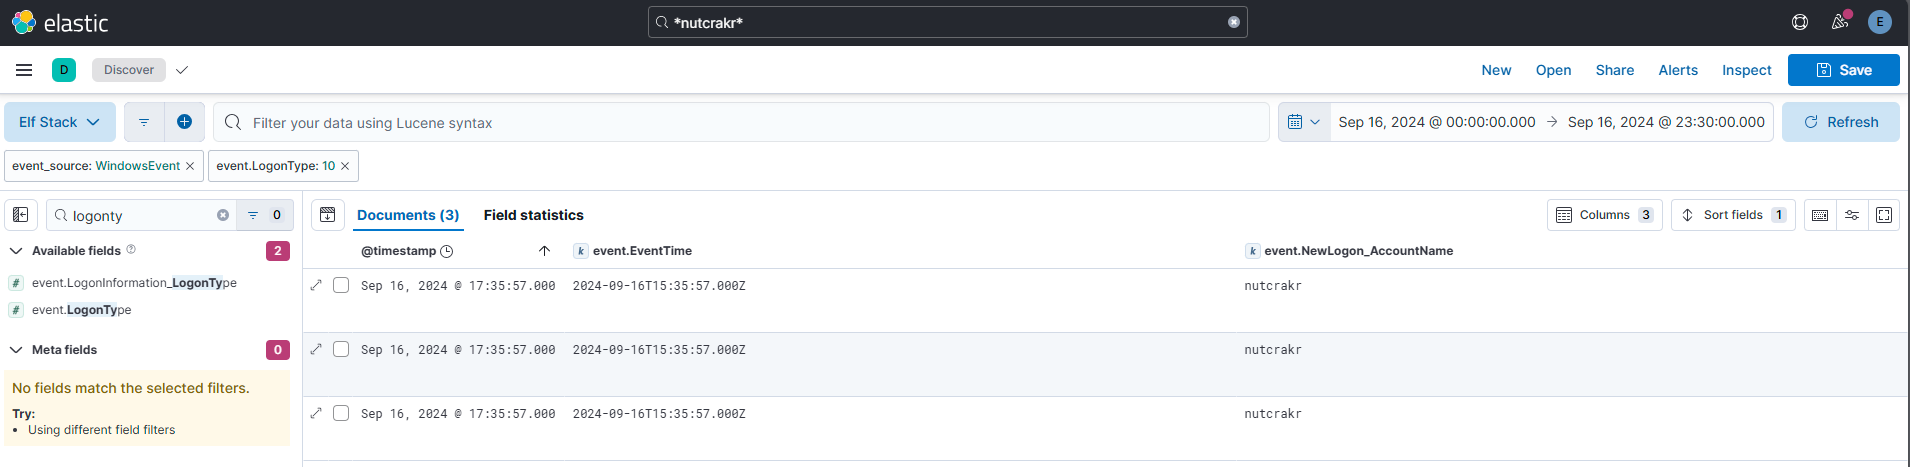 elastic
*nutcrakr*
E
D
Discover
New
Open
Share
Alerts
Inspect
Save
Elf Stack
Filter your data using Lucene syntax
Sep 16, 2024 @ 00:00:00.000 → Sep 16, 2024 @ 23:30:00.000
Refresh
event_source: WindowsEvent ×
event.LogonType: 10 ×
logonty
0
Available fields
2
# event.LogonInformation_LogonType
# event.LogonType
Meta fields
0
No fields match the selected filters.
Try:
• Using different field filters
Documents (3)
Field statistics
Columns 3
Sort fields 1
@timestamp ↑ k event.EventTime k event.NewLogon_AccountName
Sep 16, 2024 @ 17:35:57.000 2024-09-16T15:35:57.000Z nutcrakr
Sep 16, 2024 @ 17:35:57.000 2024-09-16T15:35:57.000Z nutcrakr
Sep 16, 2024 @ 17:35:57.000 2024-09-16T15:35:57.000Z nutcrakr